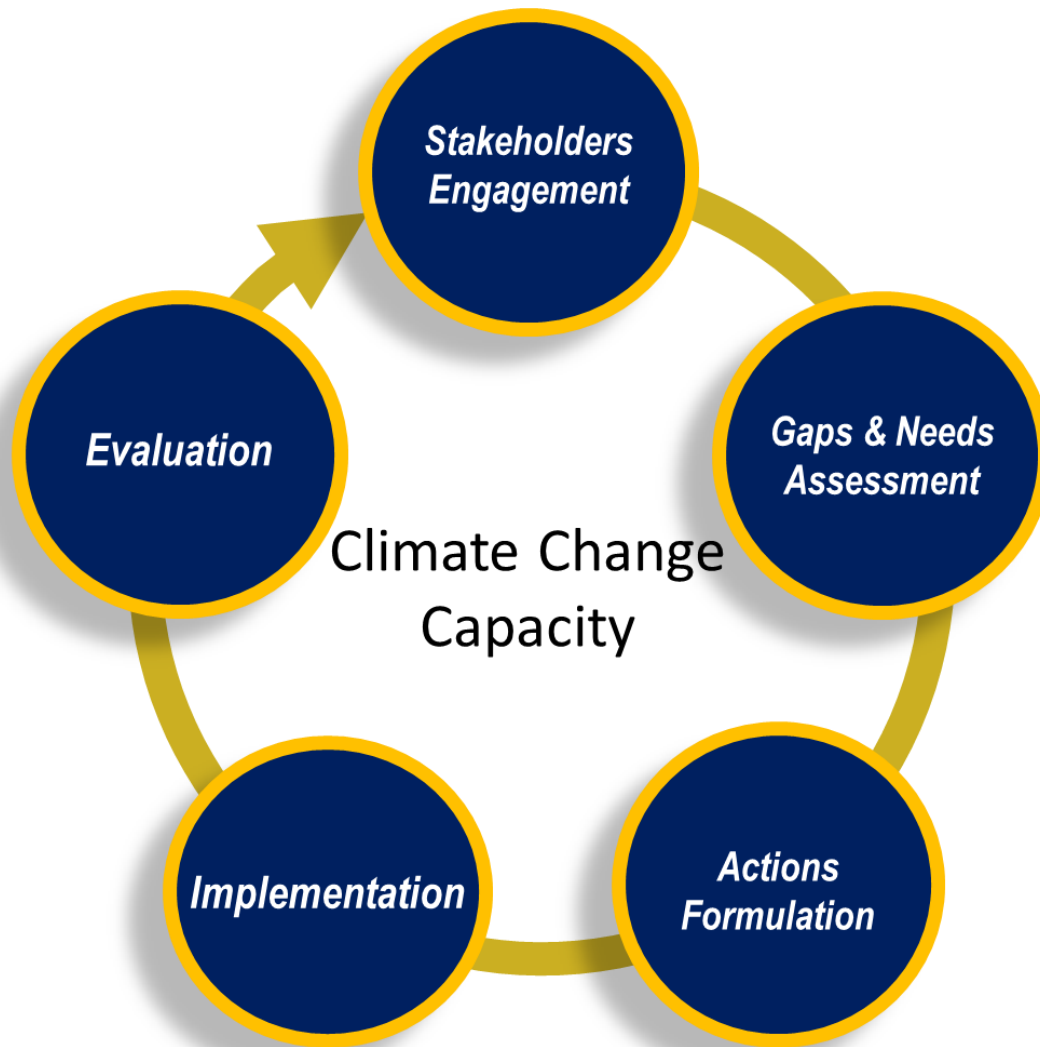 Stakeholders
Engagement
Gaps & Needs
Assessment
Actions
Formulation
Implementation
Evaluation
Climate Change
Capacity